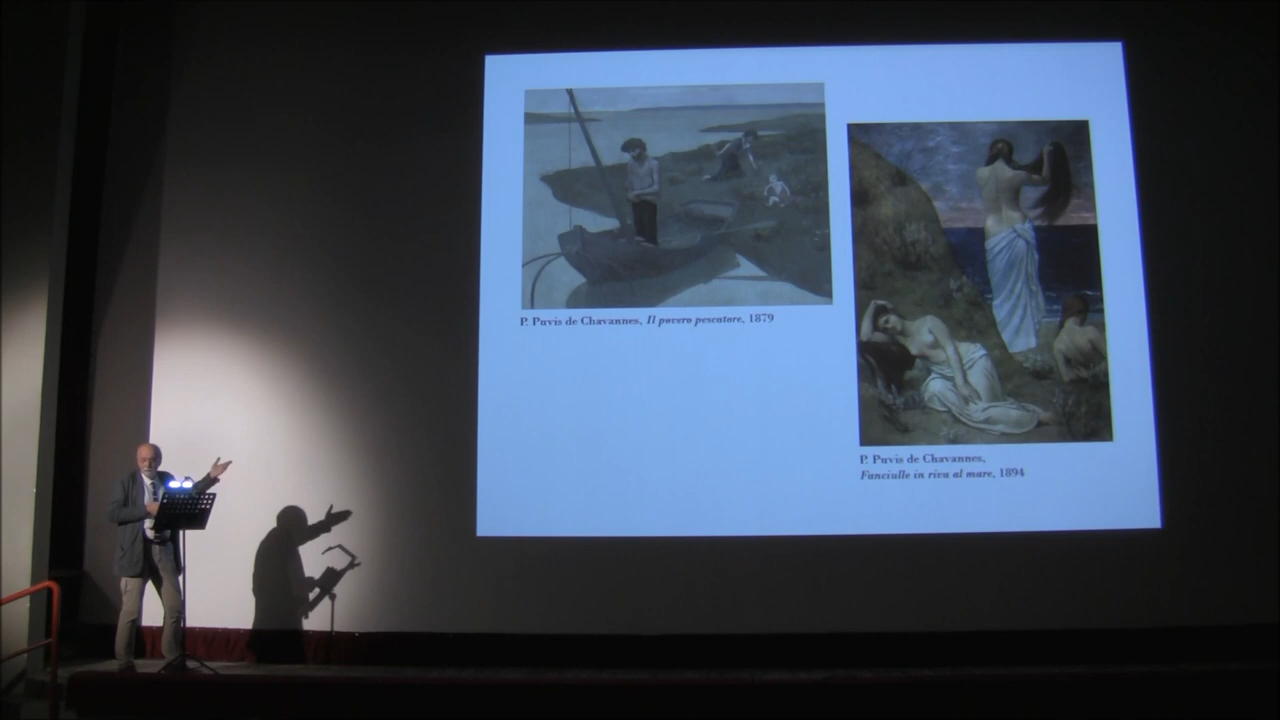 P. Puvis de Chavannes, Il povero pescatore, 1879
P. Puvis de Chavannes,
Fanciulle in riva al mare, 1894